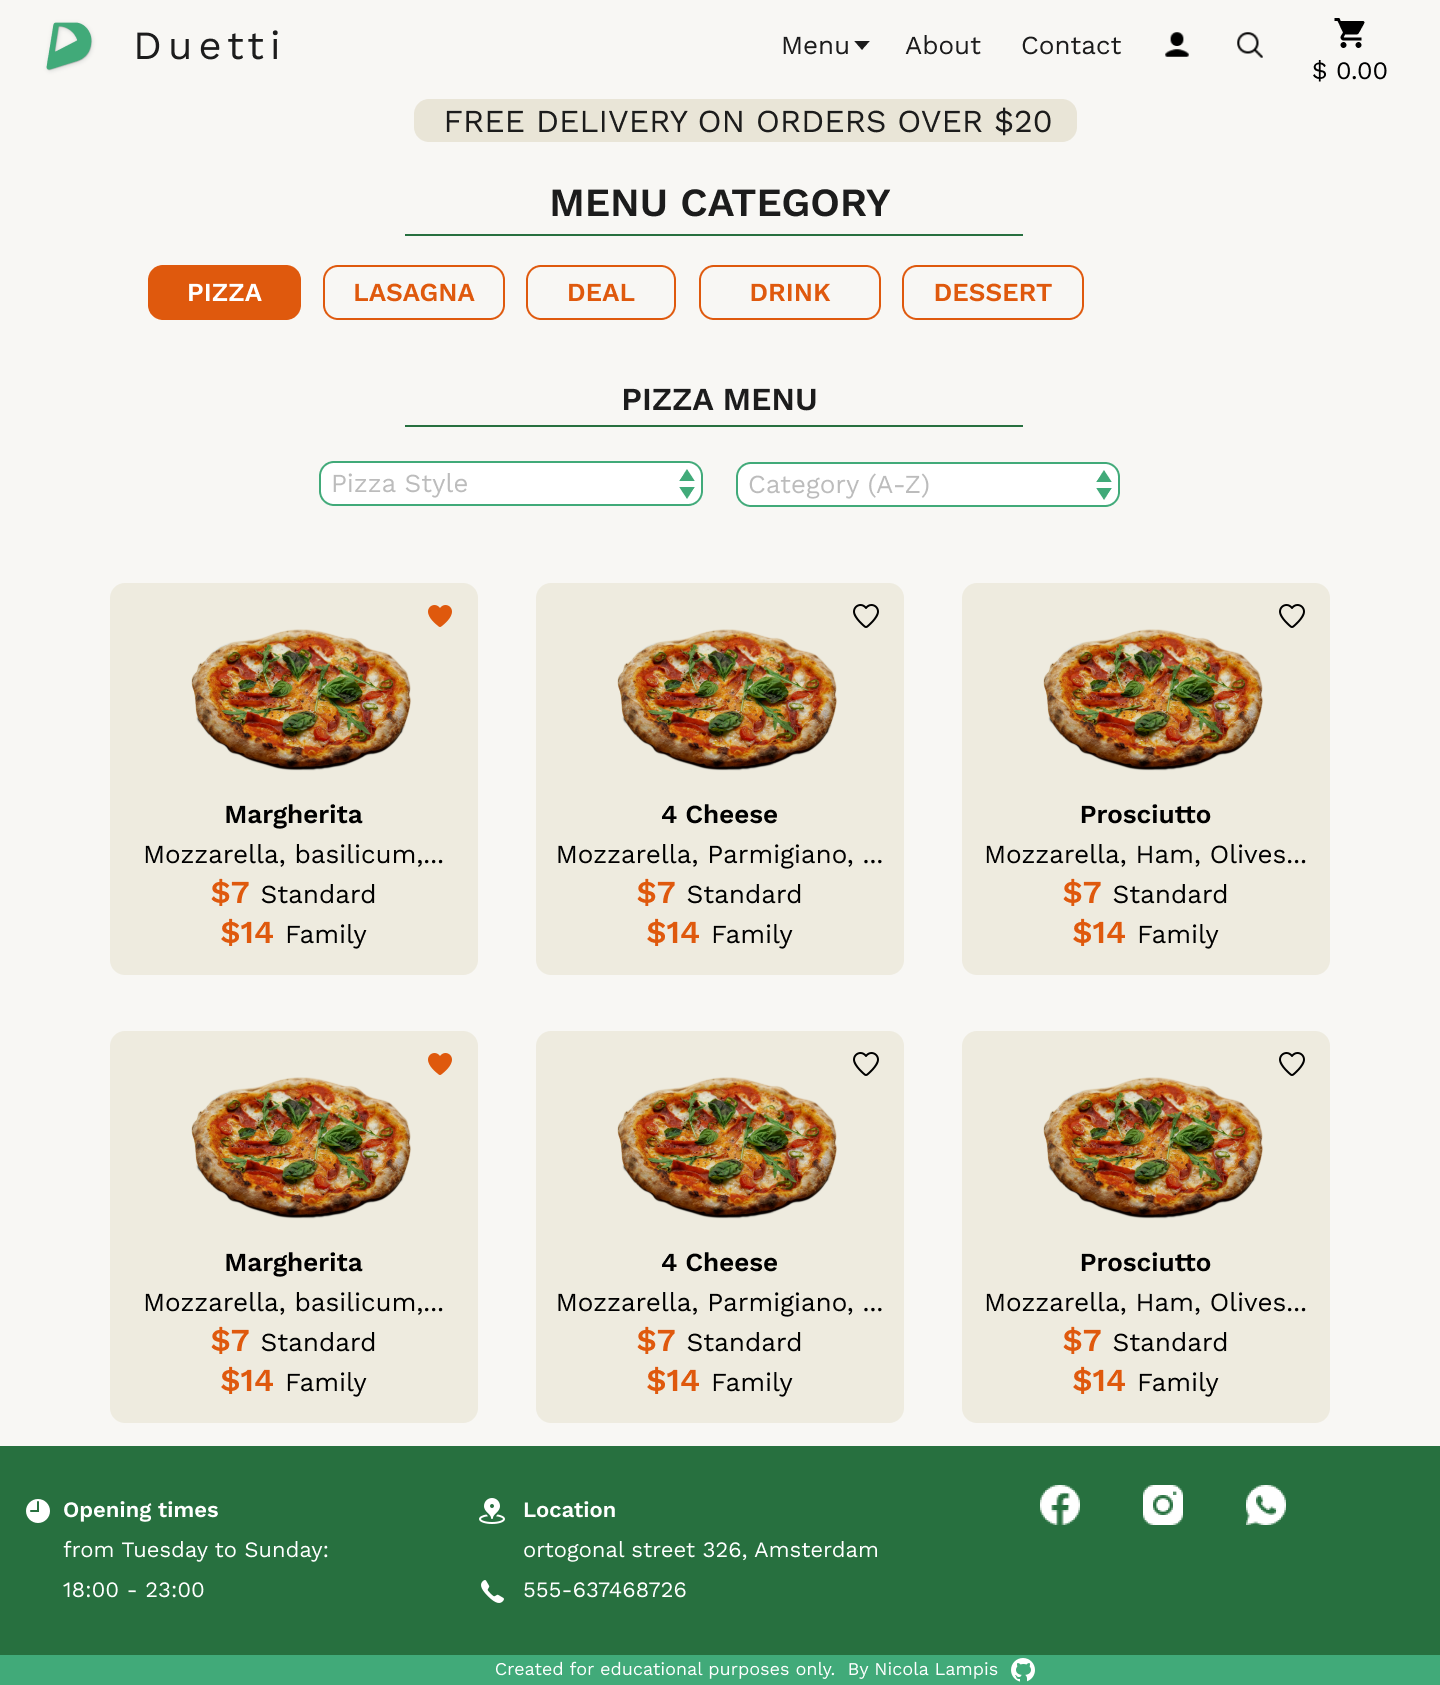 Duetti
Menu About Contact
$ 0.00
FREE DELIVERY ON ORDERS OVER $20
MENU CATEGORY
PIZZA LASAGNA DEAL DRINK DESSERT
PIZZA MENU
Pizza Style Category (A-Z)
Margherita
Mozzarella, basilicum,...
$7 Standard
$14 Family
4 Cheese
Mozzarella, Parmigiano, ...
$7 Standard
$14 Family
Prosciutto
Mozzarella, Ham, Olives...
$7 Standard
$14 Family
Margherita
Mozzarella, basilicum,...
$7 Standard
$14 Family
4 Cheese
Mozzarella, Parmigiano, ...
$7 Standard
$14 Family
Prosciutto
Mozzarella, Ham, Olives...
$7 Standard
$14 Family
Opening times
from Tuesday to Sunday:
18:00 - 23:00
Location
ortogonal street 326, Amsterdam
555-637468726
Created for educational purposes only. By Nicola Lampis